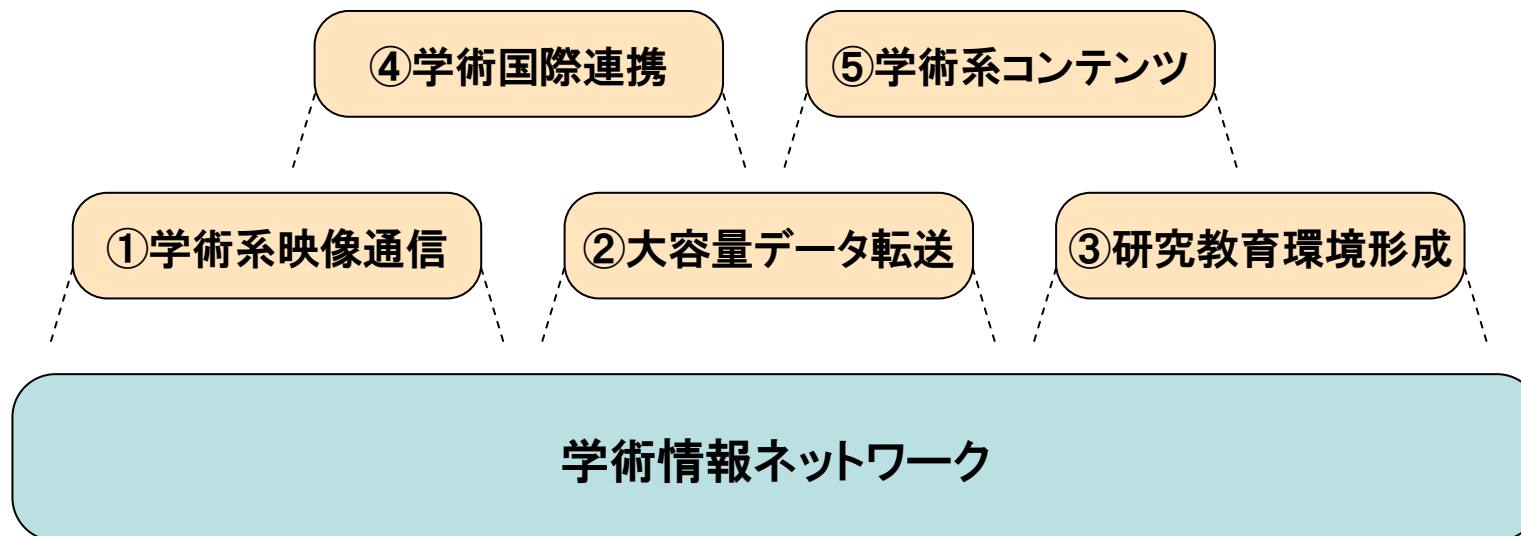 ④学術国際連携
⑤学術系コンテンツ
①学術系映像通信
②大容量データ転送
③研究教育環境形成
学術情報ネットワーク